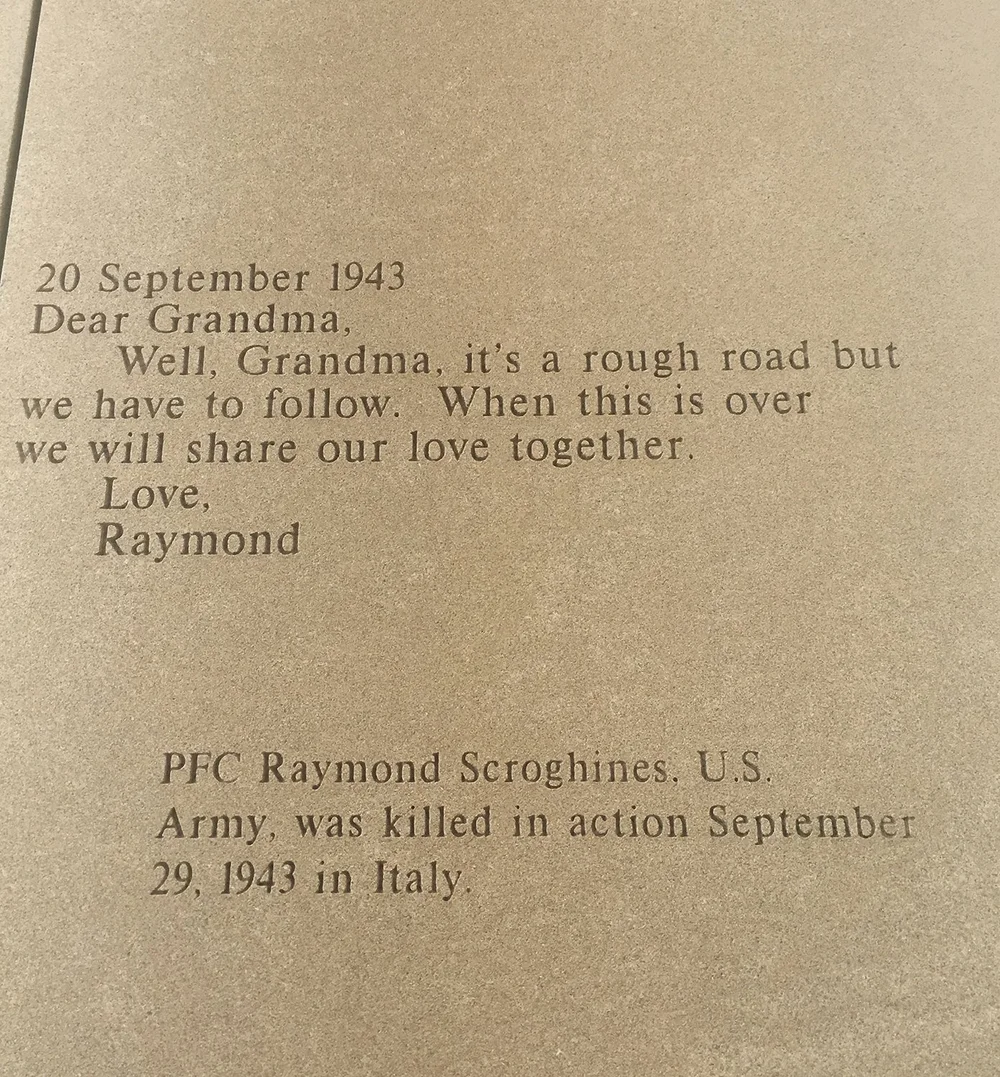 20 September 1943
Dear Grandma,
Well, Grandma, it's a rough road but
we have to follow. When this is over
we will share our love together.
Love,
Raymond
PFC Raymond Scroghines, U.S.
Army, was killed in action September
29, 1943 in Italy.